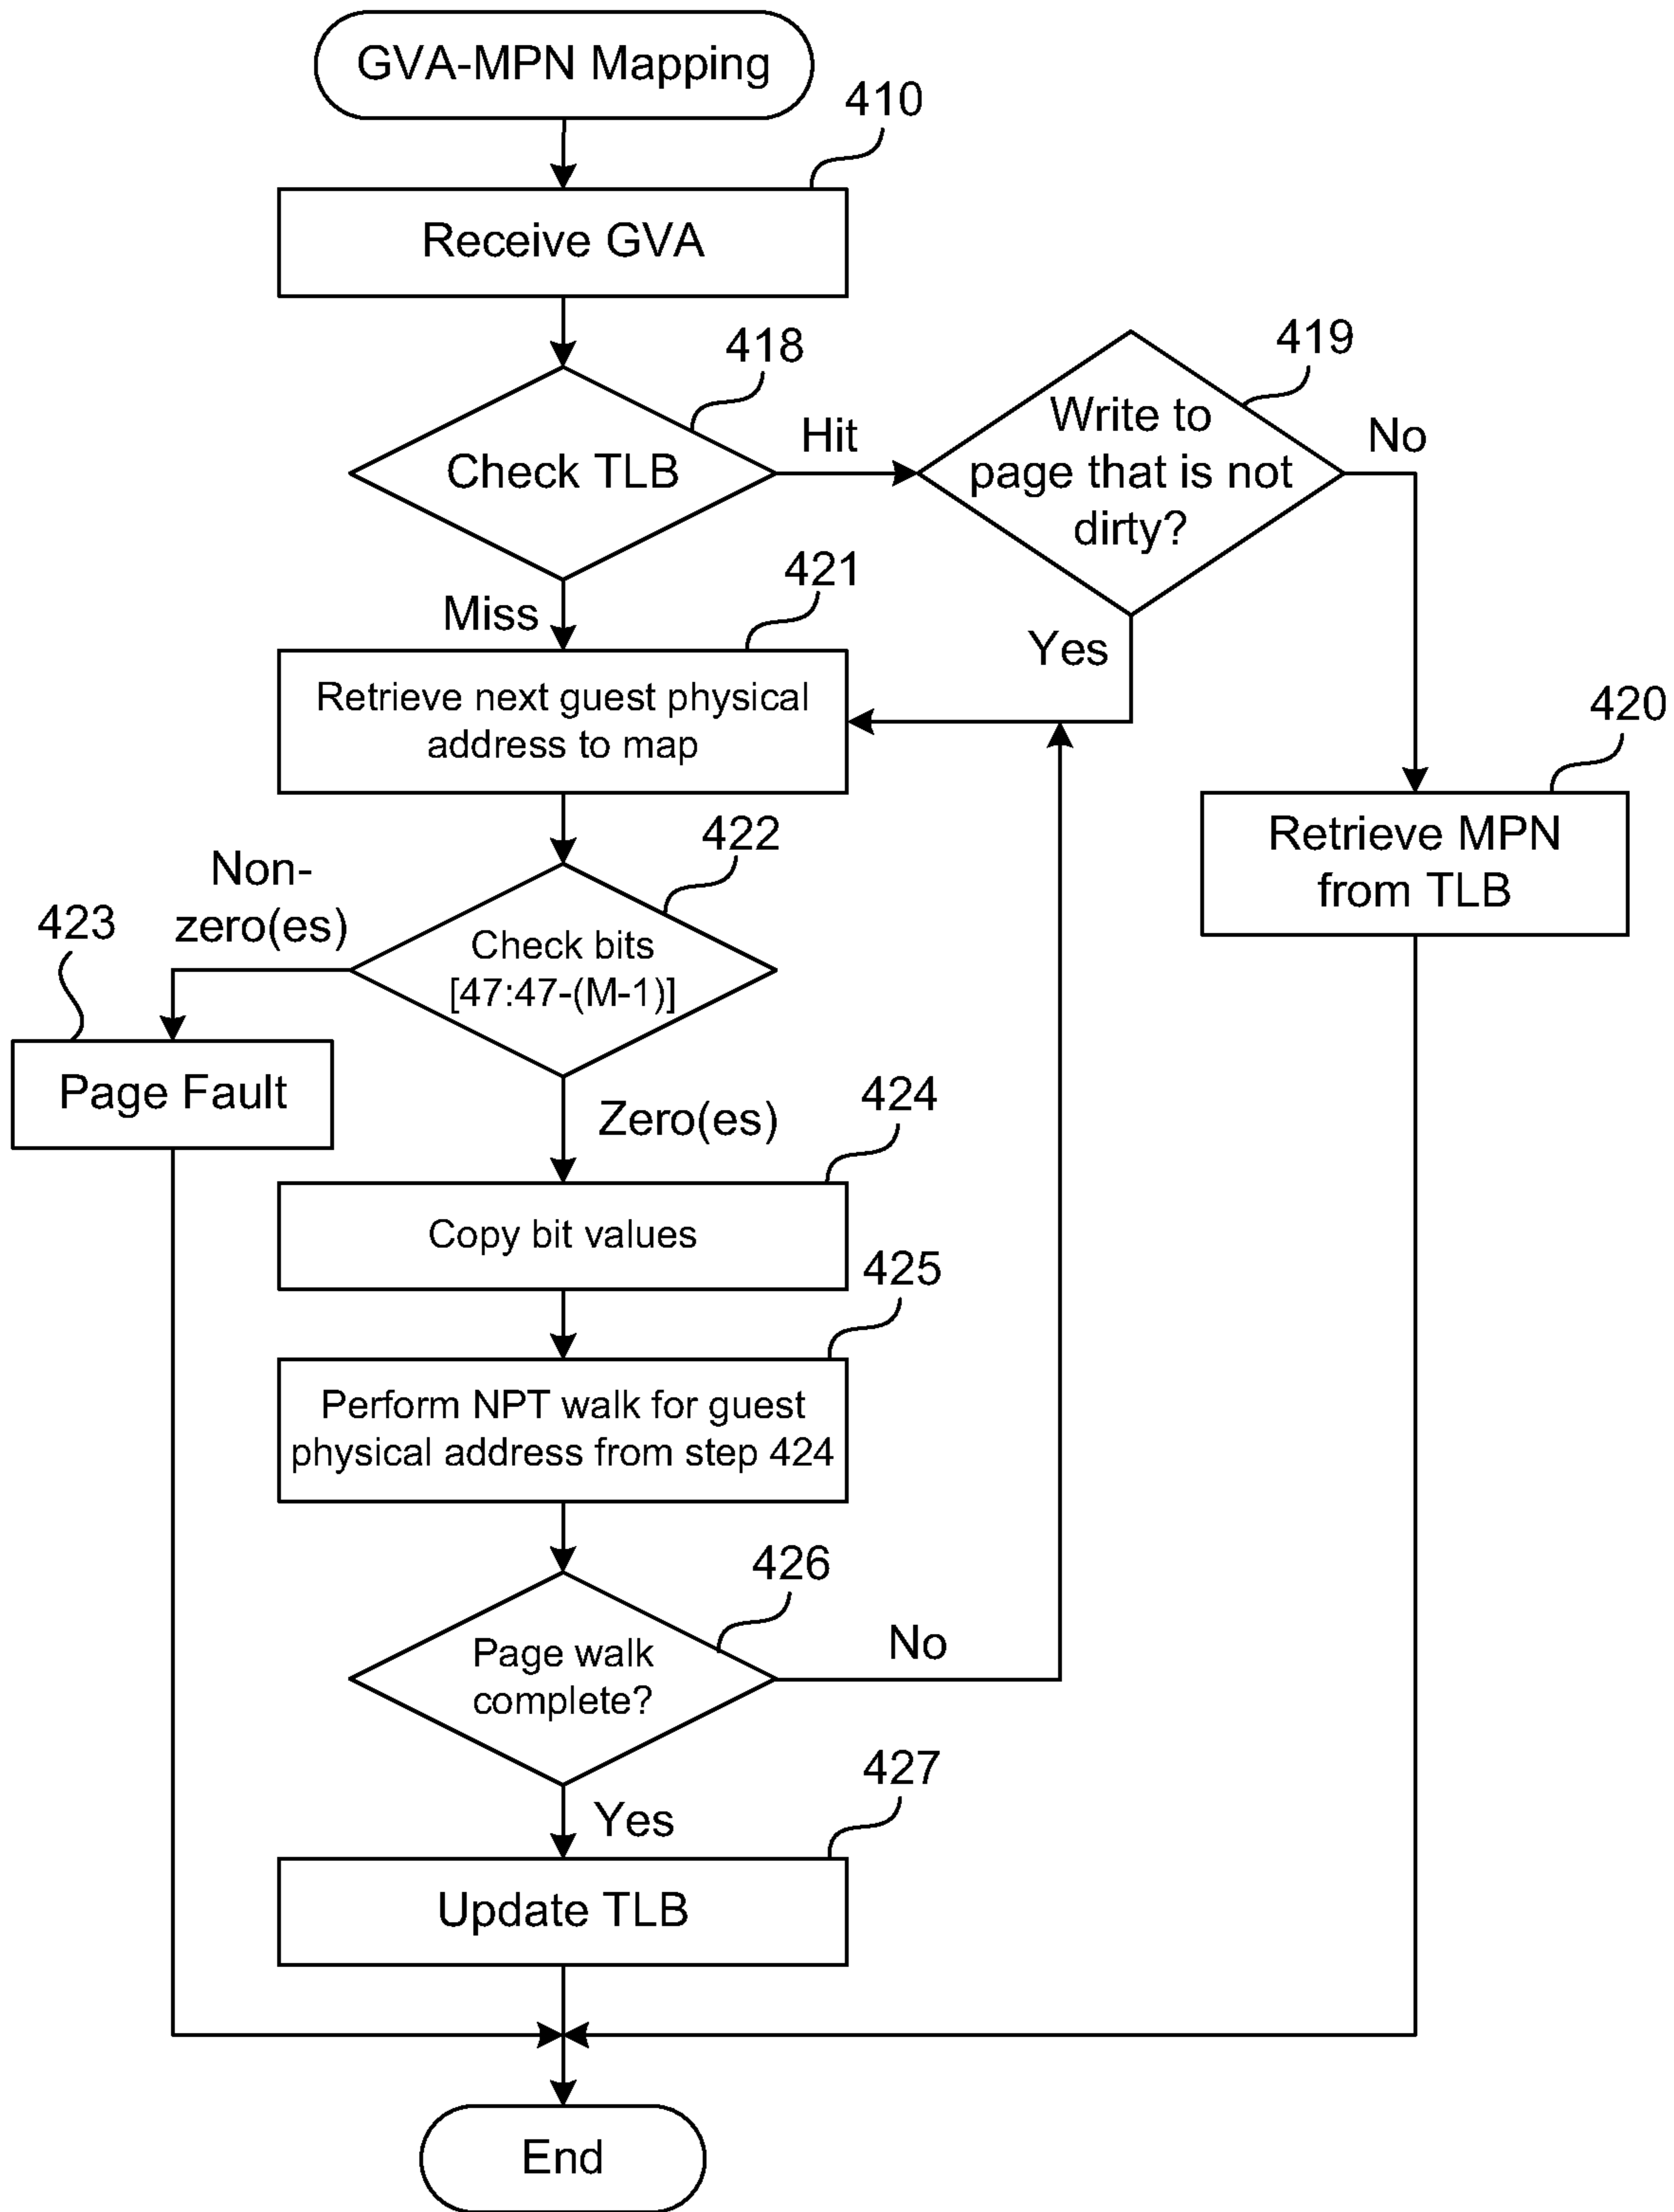 GVA-MPN Mapping
410
Receive GVA
418
419
Check TLB
Hit
Write to
page that is not
dirty?
No
Miss
421
Yes
Retrieve next guest physical
address to map
420
Retrieve MPN
from TLB
422
Non-
zero(es)
423
Check bits
[47:47-(M-1)]
Page Fault
Zero(es)
424
Copy bit values
425
Perform NPT walk for guest
physical address from step 424
426
Page walk
complete?
No
Yes
427
Update TLB
End